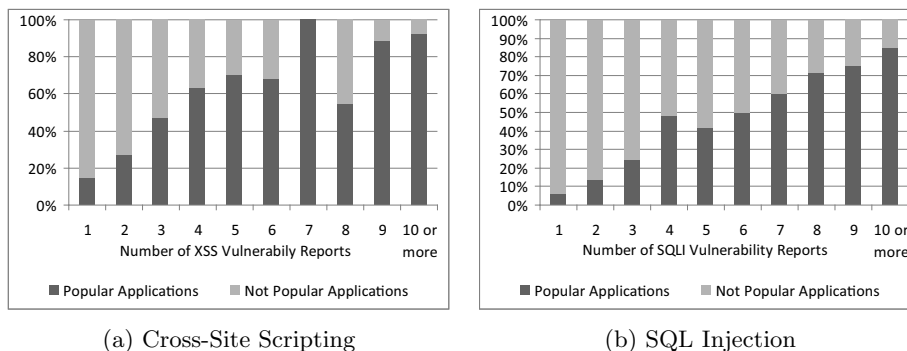 100%
80%
60%
40%
20%
0%
1 2 3 4 5 6 7 8 9 10 or more
Number of XSS Vulnerabily Reports
Popular Applications Not Popular Applications
(a) Cross-Site Scripting
100%
90%
80%
70%
60%
50%
40%
30%
20%
10%
0%
1 2 3 4 5 6 7 8 9 10 or more
Number of SQLI Vulnerability Reports
Popular Applications Not Popular Applications
(b) SQL Injection